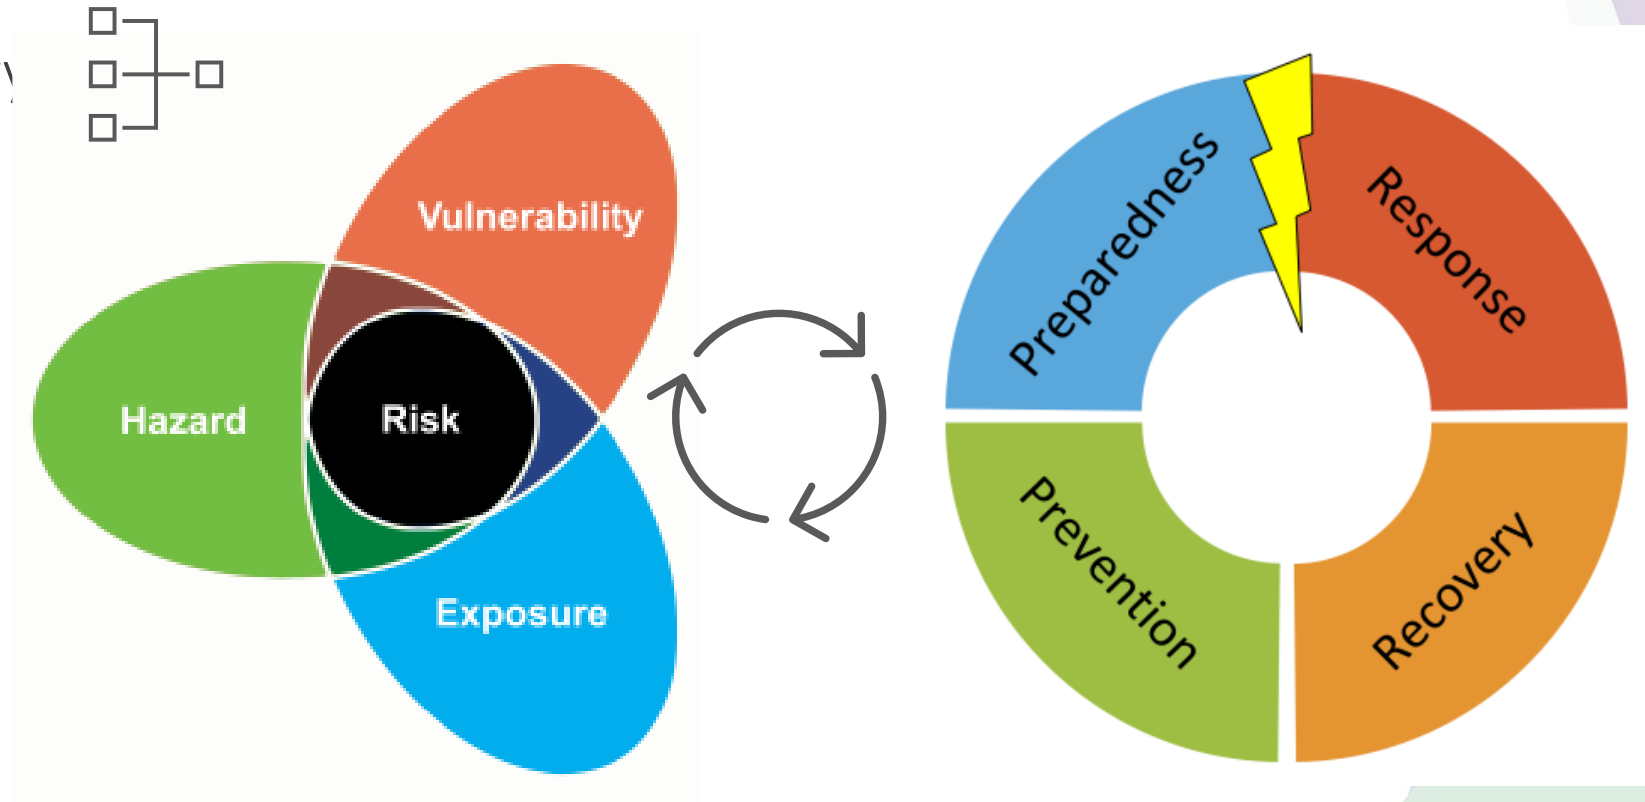 Vulnerability
Hazard
Risk
Exposure
Preparedness
Response
Prevention
Recovery